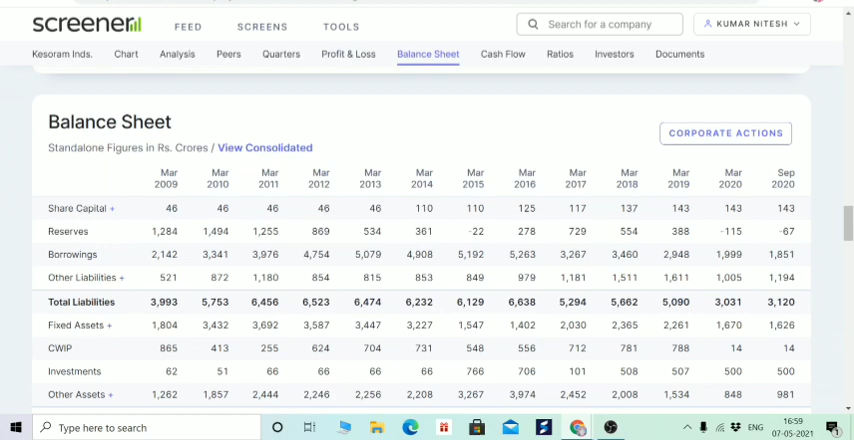 screener
FEED SCREENS TOOLS Search for a company KUMAR NITESH
Kesoram Inds. Chart Analysis Peers Quarters Profit & Loss Balance Sheet Cash Flow Ratios Investors Documents
Balance Sheet
CORPORATE ACTIONS
Standalone Figures in Rs. Crores / View Consolidated
Mar Mar Mar Mar Mar Mar Mar Mar Mar Mar Mar Mar Sep
2009 2010 2011 2012 2013 2014 2015 2016 2017 2018 2019 2020 2020
Share Capital + 46 46 46 46 46 110 110 125 117 137 143 143 143
Reserves 1,284 1,494 1,255 869 534 361 -22 278 729 554 388 -115 -67
Borrowings 2,142 3,341 3,976 4,754 5,079 4,908 5,192 5,263 3,267 3,460 2,948 1,999 1,851
Other Liabilities + 521 872 1,180 854 815 853 849 979 1,181 1,511 1,611 1,005 1,194
Total Liabilities 3,993 5,753 6,456 6,523 6,474 6,232 6,129 6,638 5,294 5,662 5,090 3,031 3,120
Fixed Assets + 1,804 3,432 3,692 3,587 3,447 3,227 1,547 1,402 2,030 2,365 2,261 1,670 1,626
CWIP 865 413 255 624 704 731 548 556 712 781 788 14 14
Investments 62 51 66 66 66 66 766 706 101 508 507 500 500
Other Assets + 1,262 1,857 2,444 2,246 2,256 2,208 3,267 3,974 2,452 2,008 1,534 848 981
Type here to search ENG 16:59
07-05-2021